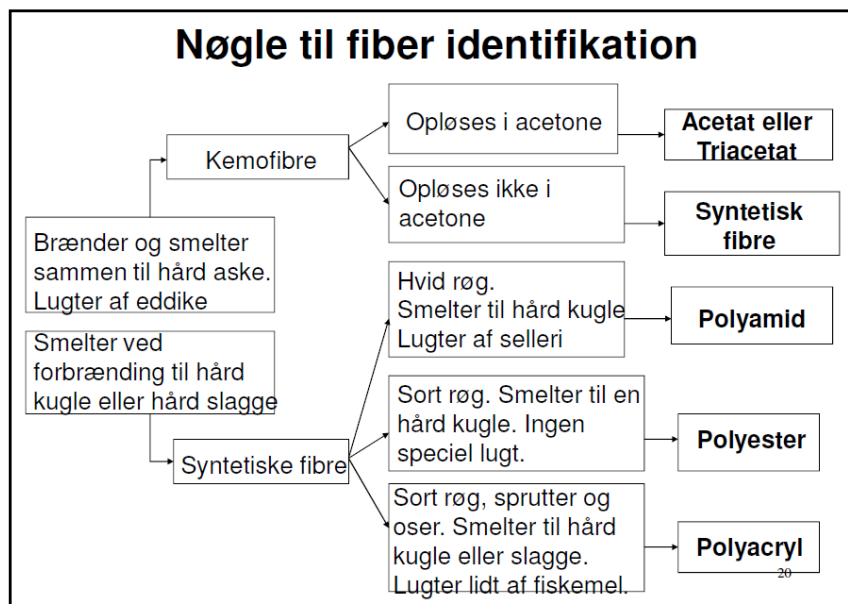 Nøgle til fiber identifikation
Kemofibre
Opløses i acetone
Acetat eller
Triacetat
Opløses ikke i
acetone
Syntetisk
fibre
Brænder og smelter
sammen til hård aske.
Lugter af eddike
Smelter ved
forbrænding til hård
kugle eller hård slagge
Syntetiske fibre
Hvid røg.
Smelter til hård kugle
Lugter af selleri
Polyamid
Sort røg. Smelter til en
hård kugle. Ingen
speciel lugt.
Polyester
Sort røg, sprutter og
oser. Smelter til hård
kugle eller slagge.
Lugter lidt af fiskemel.
Polyacryl
20